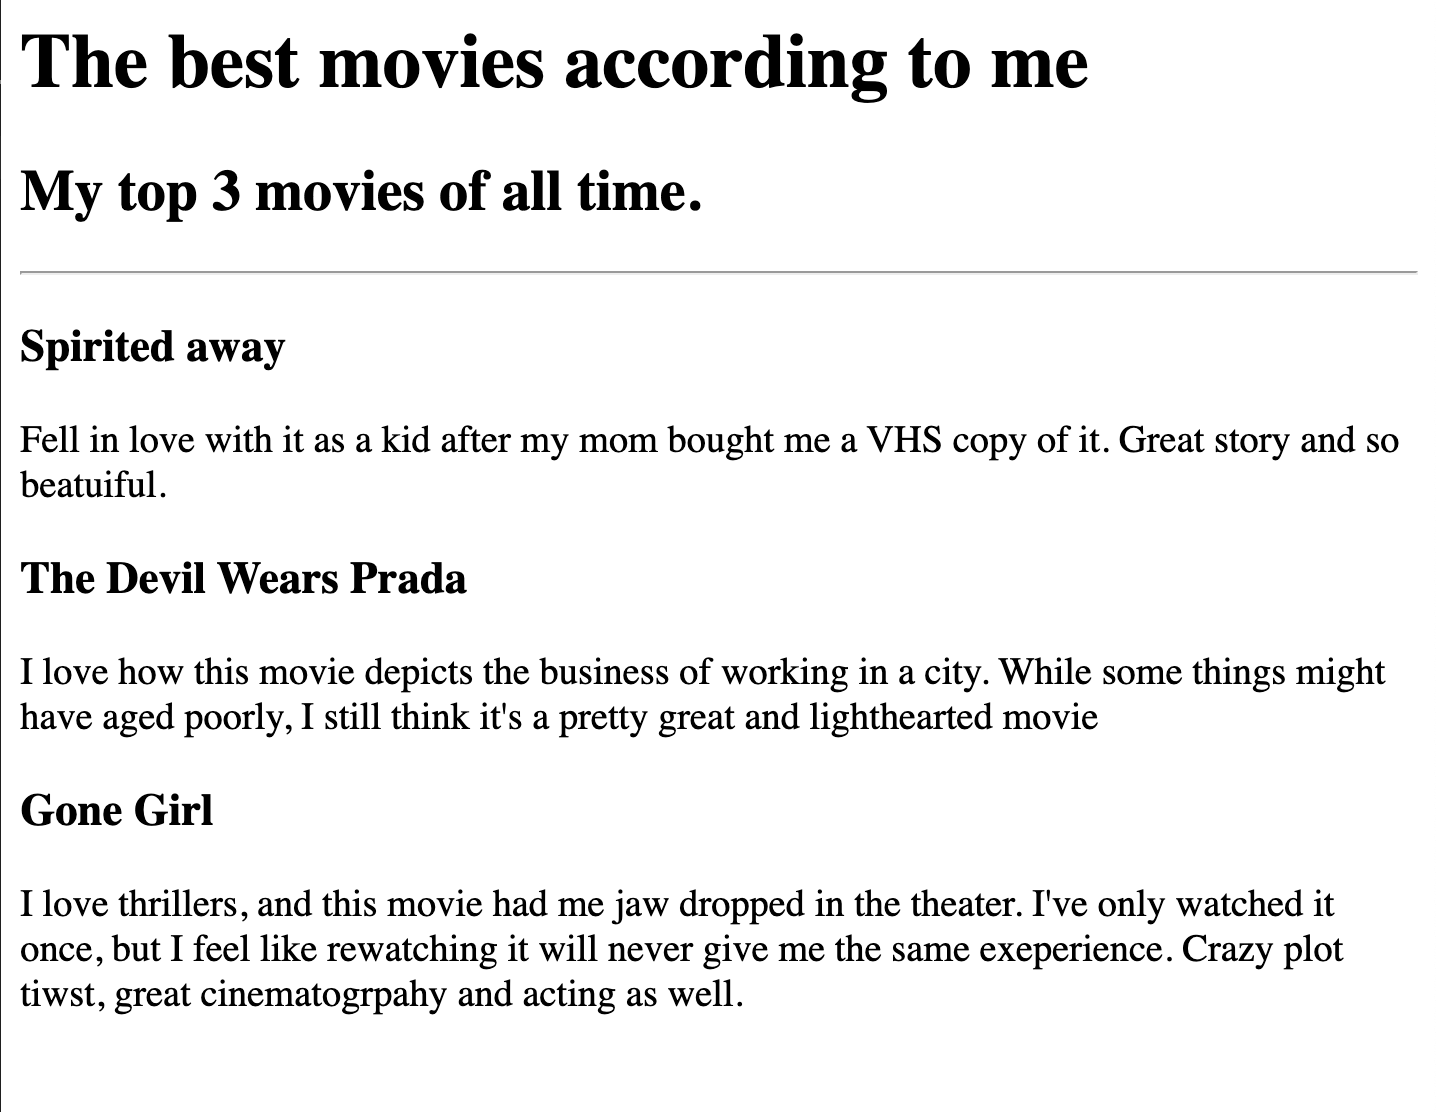 The best movies according to me
My top 3 movies of all time.
Spirited away
Fell in love with it as a kid after my mom bought me a VHS copy of it. Great story and so
beatuiful.
The Devil Wears Prada
I love how this movie depicts the business of working in a city. While some things might
have aged poorly, I still think it's a pretty great and lighthearted movie
Gone Girl
I love thrillers, and this movie had me jaw dropped in the theater. I've only watched it
once, but I feel like rewatching it will never give me the same exeperience. Crazy plot
tiwst, great cinematogrpahy and acting as well.